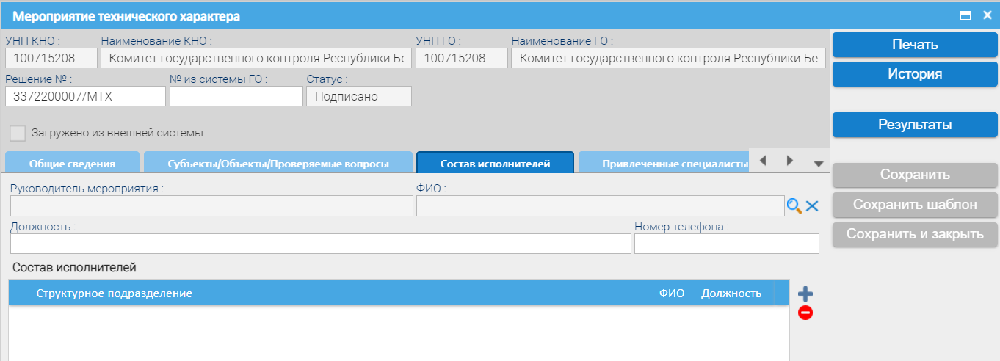 Мероприятие технического характера
УНП КНО : Наименование КНО : УНП ГО : Наименование ГО :
100715208 Комитет государственного контроля Республики Бе 100715208 Комитет государственного контроля Республики Бе
Решение № : № из системы ГО : Статус :
3372200007/МТХ Подписано
Загружено из внешней системы
Общие сведения Субъекты/Объекты/Проверяемые вопросы Состав исполнителей Привлеченные специалисты
Руководитель мероприятия : ФИО :
Должность : Номер телефона :
Состав исполнителей
Структурное подразделение ФИО Должность
Печать
История
Результаты
Сохранить
Сохранить шаблон
Сохранить и закрыть